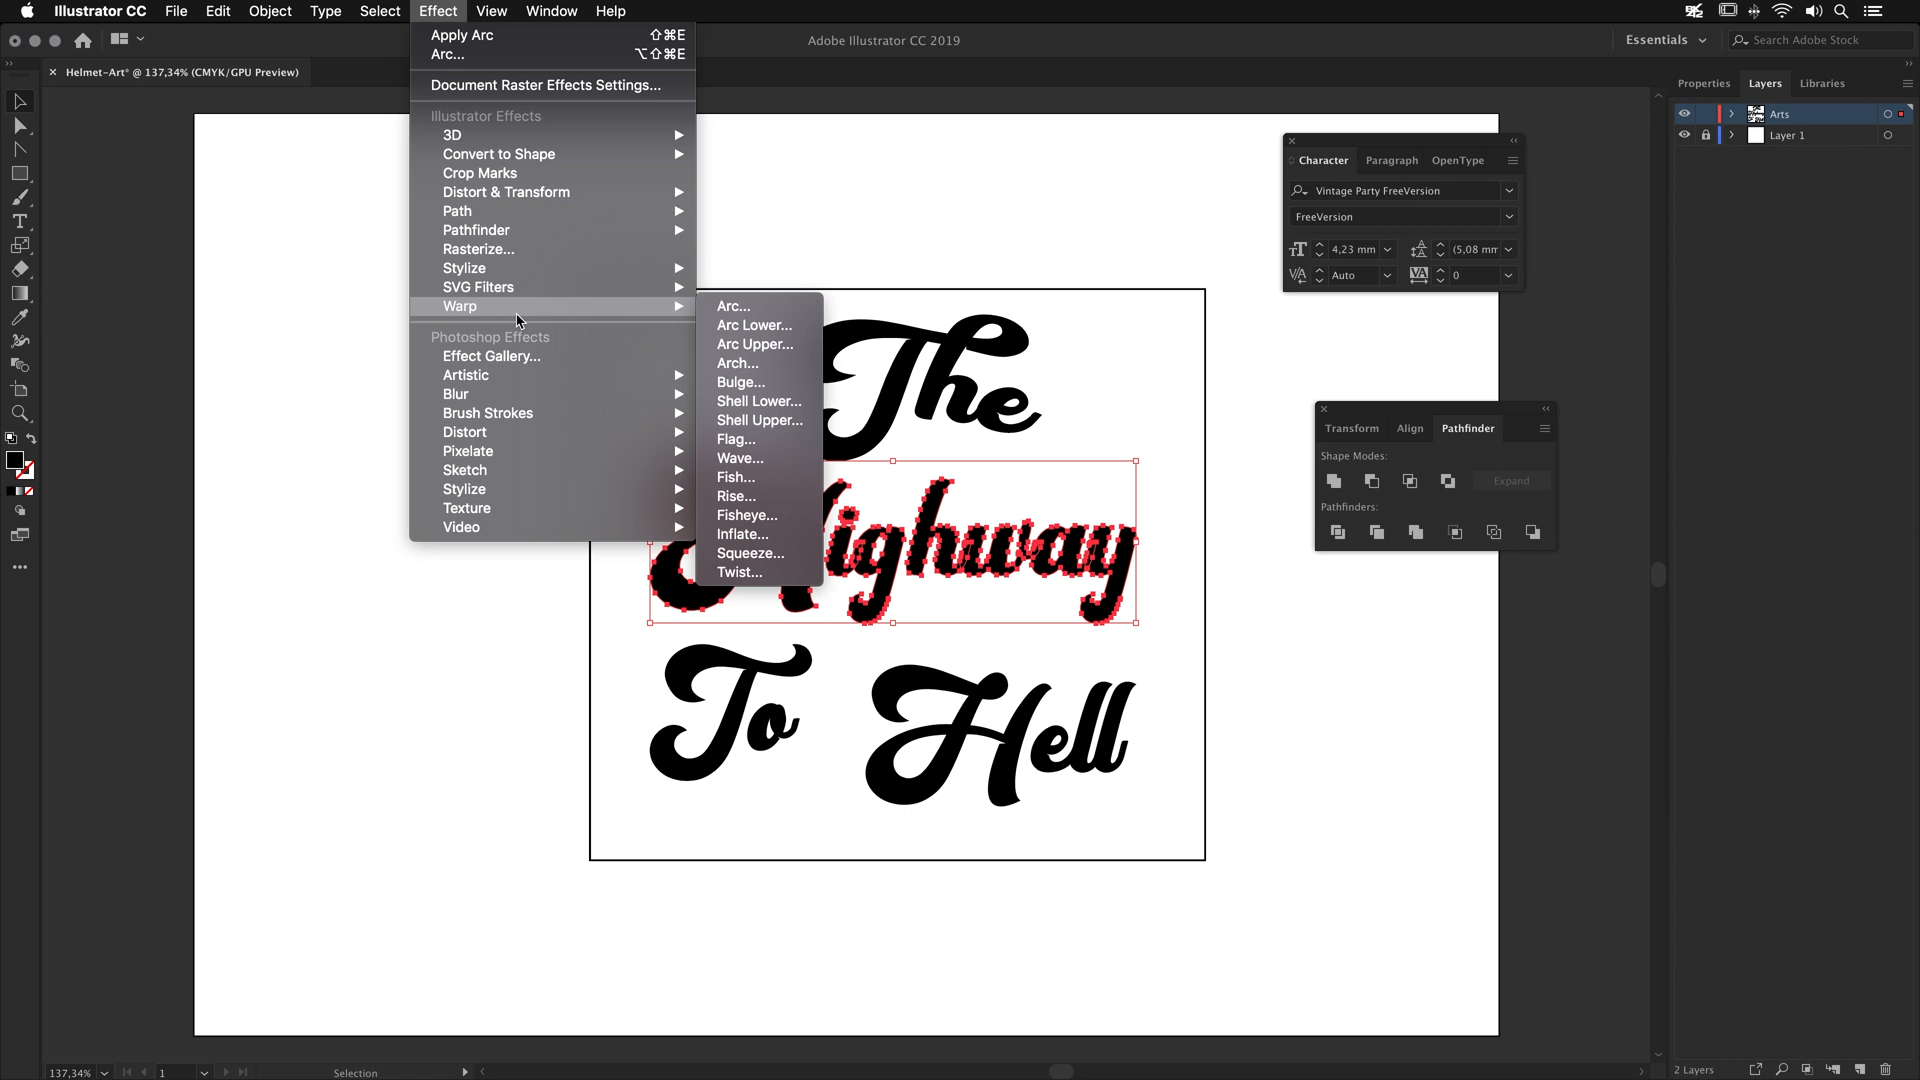 Illustrator CC File Edit Object Type Select Effect View Window Help
Adobe Illustrator CC 2019
Essentials
Search Adobe Stock
× Helmet-Art* @ 137,34% (CMYK/GPU Preview)
Apply Arc ⇧⌘E
Arc... ⌥⇧⌘E
Document Raster Effects Settings...
Illustrator Effects
3D
Convert to Shape
Crop Marks
Distort & Transform
Path
Pathfinder
Rasterize...
Stylize
SVG Filters
Warp
Photoshop Effects
Effect Gallery...
Artistic
Blur
Brush Strokes
Distort
Pixelate
Sketch
Stylize
Texture
Video
Arc...
Arc Lower...
Arc Upper...
Arch...
Bulge...
Shell Lower...
Shell Upper...
Flag...
Wave...
Fish...
Rise...
Fisheye...
Inflate...
Squeeze...
Twist...
The
Highway
To Hell
Character Paragraph OpenType
Vintage Party FreeVersion
FreeVersion
4,23 mm (5,08 mm
Auto 0
Transform Align Pathfinder
Shape Modes:
Expand
Pathfinders:
Properties Layers Libraries
Arts
Layer 1
137,34% 1 Selection
2 Layers